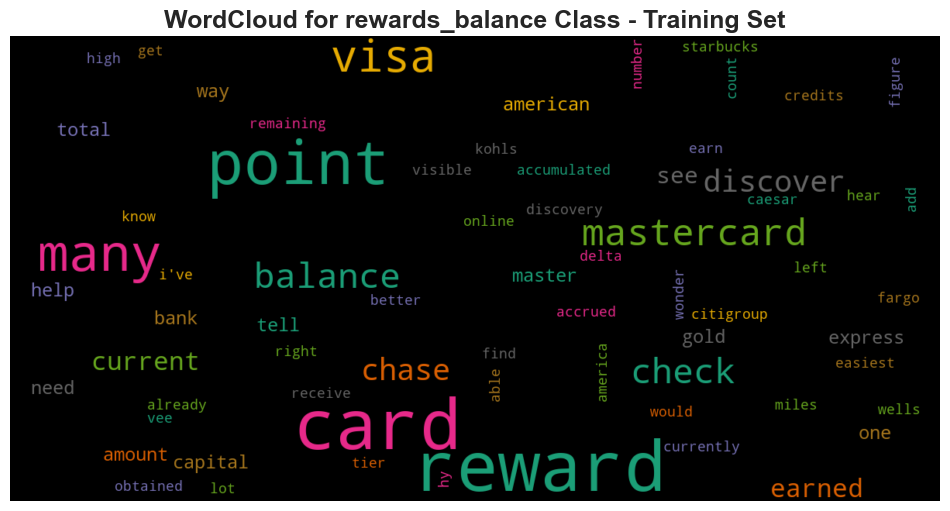 WordCloud for rewards_balance Class - Training Set
high get visa number starbucks count figure
way american credits
total remaining
point kohls visible accumulated earn see discover
know online discovery caesar hear add
many i've balance mastercard delta left
help better master wonder
bank tell accrued citigroup fargo
current right find gold express
need chase able america check easiest
already receive
vee card would miles wells
amount capital tier reward currently one
obtained lot hy earned